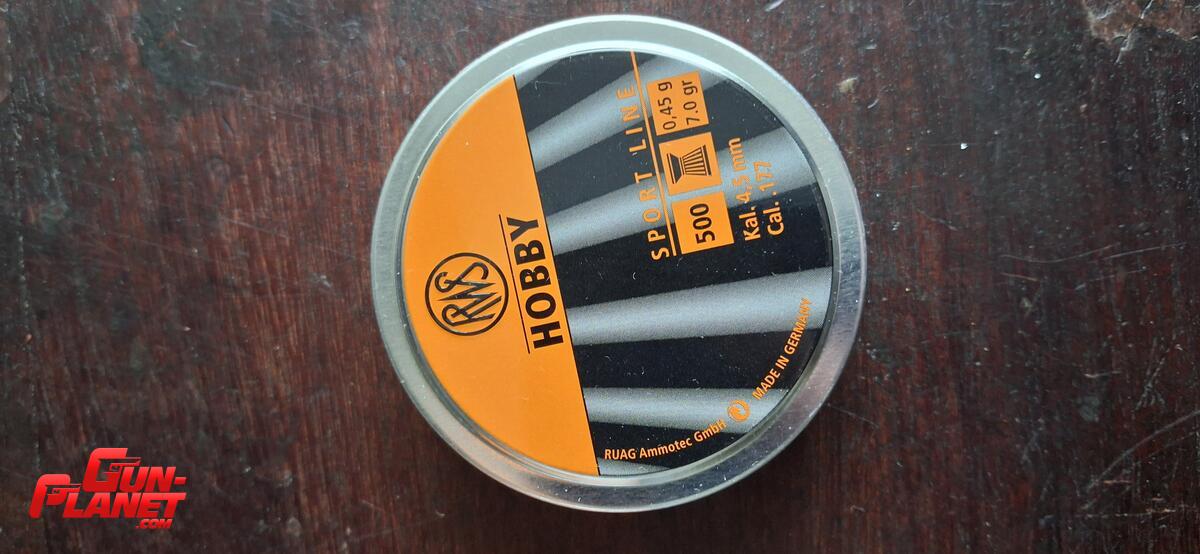 RWS
HOBBY
SPORT LINE
500
0,45 g
7.0 gr
Kal. 4,5 mm
Cal. .177
RUAG Ammotec GmbH
MADE IN GERMANY
GUN-
PLANET
.COM